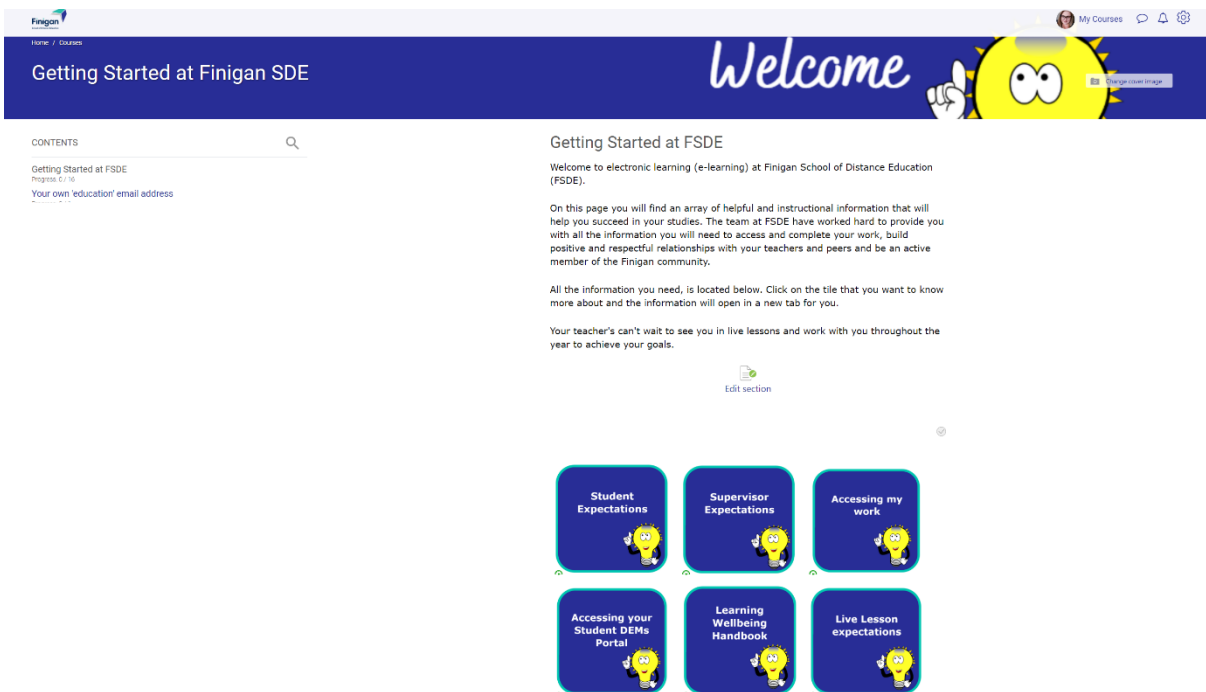 Finigan
My Courses
Home / Courses
Getting Started at Finigan SDE
Welcome
Change cover image
CONTENTS
Getting Started at FSDE
Progress: 0 / 16
Your own 'education' email address
Getting Started at FSDE
Welcome to electronic learning (e-learning) at Finigan School of Distance Education
(FSDE).
On this page you will find an array of helpful and instructional information that will
help you succeed in your studies. The team at FSDE have worked hard to provide you
with all the information you will need to access and complete your work, build
positive and respectful relationships with your teachers and peers and be an active
member of the Finigan community.
All the information you need, is located below. Click on the tile that you want to know
more about and the information will open in a new tab for you.
Your teacher's can't wait to see you in live lessons and work with you throughout the
year to achieve your goals.
Edit section
Student
Expectations
Supervisor
Expectations
Accessing my
work
Accessing your
Student DEMs
Portal
Learning
Wellbeing
Handbook
Live Lesson
expectations